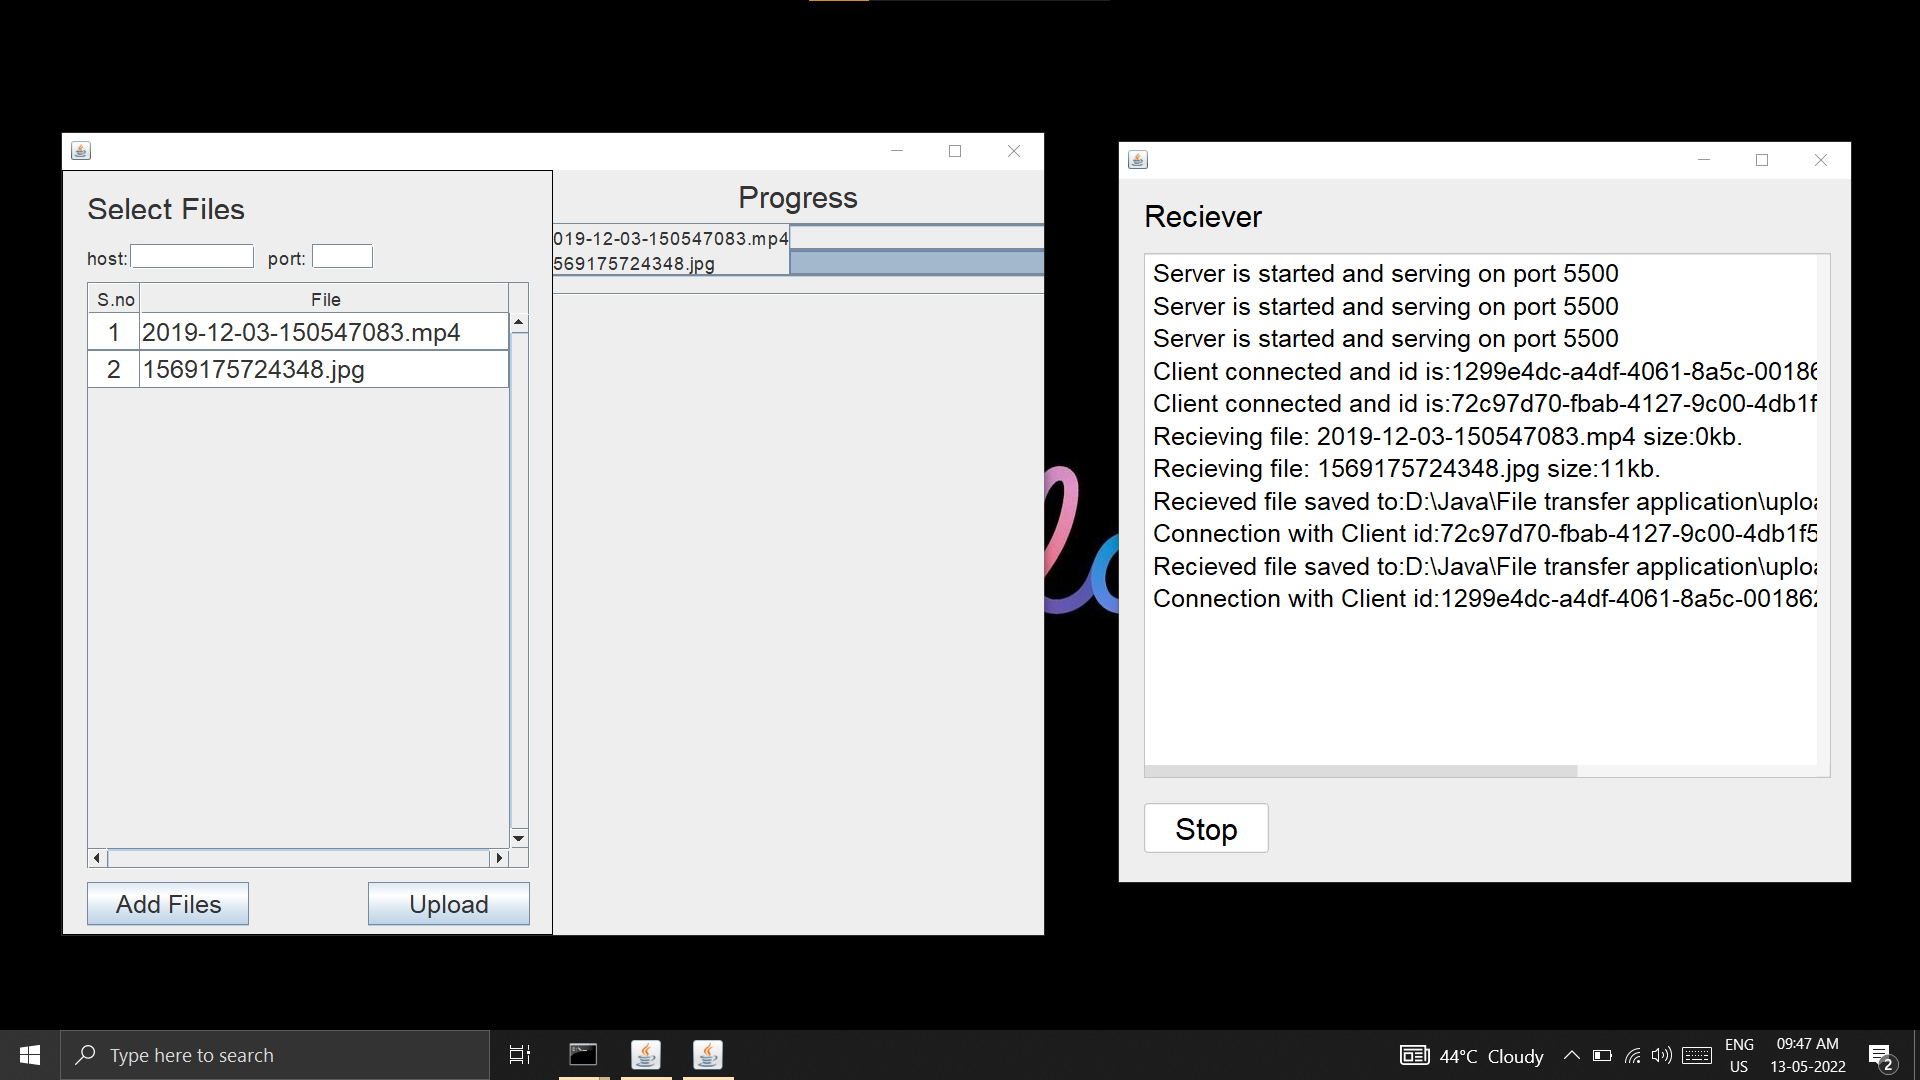 Select Files
host:
port:
S.no
File
1
2019-12-03-150547083.mp4
2
1569175724348.jpg
Add Files
Upload
Progress
019-12-03-150547083.mp4
569175724348.jpg
Reciever
Server is started and serving on port 5500
Server is started and serving on port 5500
Server is started and serving on port 5500
Client connected and id is:1299e4dc-a4df-4061-8a5c-00186
Client connected and id is:72c97d70-fbab-4127-9c00-4db1f
Recieving file: 2019-12-03-150547083.mp4 size:0kb.
Recieving file: 1569175724348.jpg size:11kb.
Recieved file saved to:D:\Java\File transfer application\uploa
Connection with Client id:72c97d70-fbab-4127-9c00-4db1f5
Recieved file saved to:D:\Java\File transfer application\uploa
Connection with Client id:1299e4dc-a4df-4061-8a5c-001862
Stop
Type here to search
44°C Cloudy
ENG
US
09:47 AM
13-05-2022
2